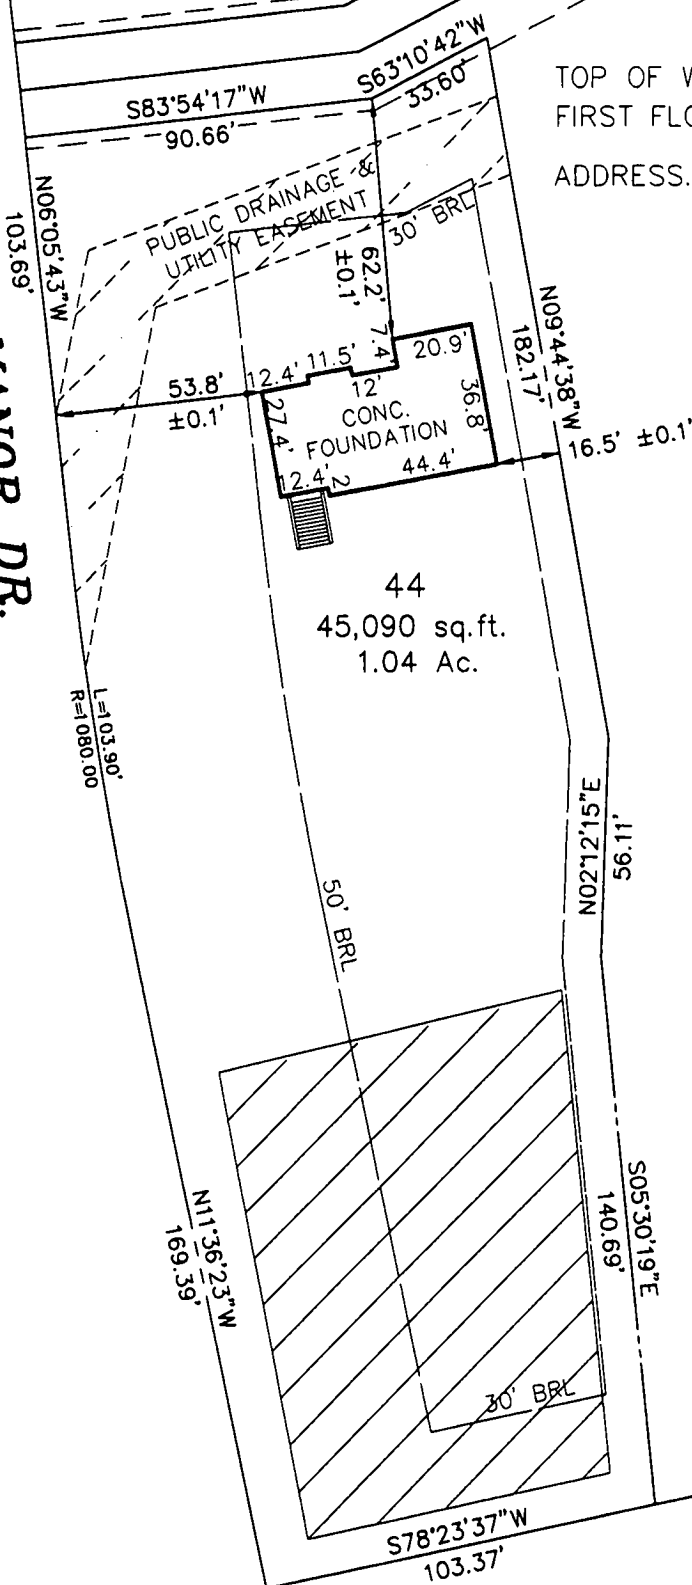 S63°10'42"W
33.60'
S83°54'17"W
90.66'
TOP OF
FIRST
ADDRESS.
N06°05'43"W
103.69'
PUBLIC DRAINAGE &
UTILITY EASEMENT
30' BRL
62.2'
±0.1'
N09°44'38"W
182.17'
7.4'
20.9'
11.5'
12.4'
12'
53.8'
±0.1'
27.4'
CONC.
FOUNDATION
36.8'
12.4'
2
44.4'
16.5' ±0.1'
DR.
44
45,090 sq.ft.
1.04 Ac.
L=103.90'
R=1080.00
N02°12'15"E
56.11'
50' BRL
N11°36'23"W
169.39'
S05°30'19"E
140.69'
30' BRL
S78°23'37"W
103.37'